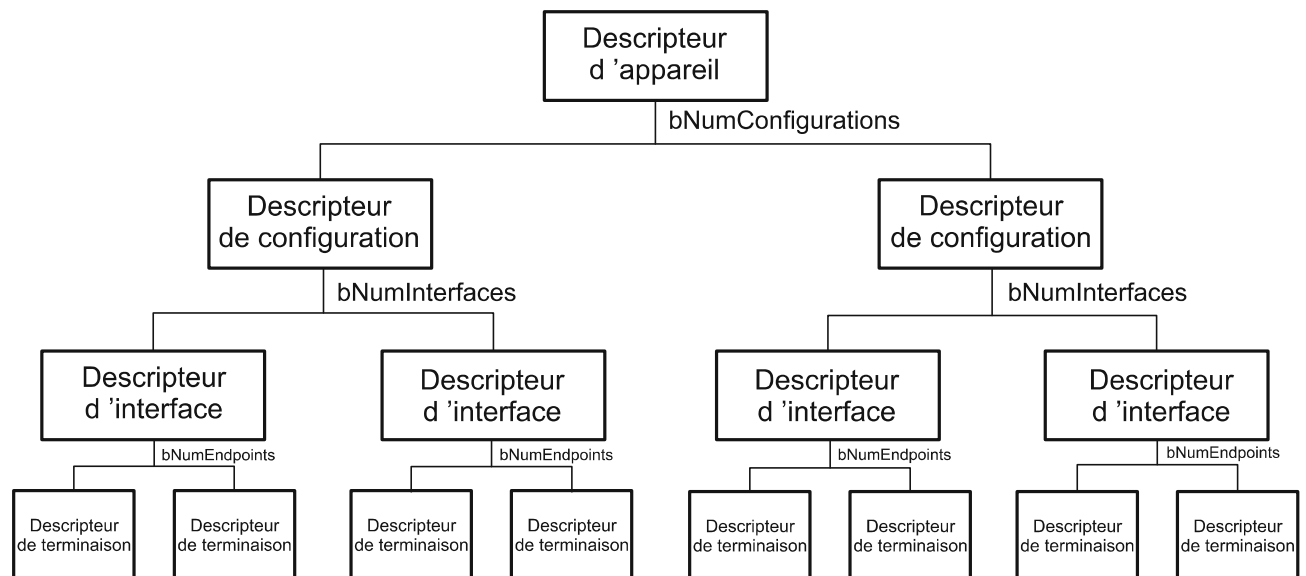 Descripteur
d ’appareil
bNumConfigurations
Descripteur
de configuration
Descripteur
de configuration
bNumInterfaces
bNumInterfaces
Descripteur
d ’interface
Descripteur
d ’interface
Descripteur
d ’interface
Descripteur
d ’interface
bNumEndpoints
bNumEndpoints
bNumEndpoints
bNumEndpoints
Descripteur
de terminaison
Descripteur
de terminaison
Descripteur
de terminaison
Descripteur
de terminaison
Descripteur
de terminaison
Descripteur
de terminaison
Descripteur
de terminaison
Descripteur
de terminaison